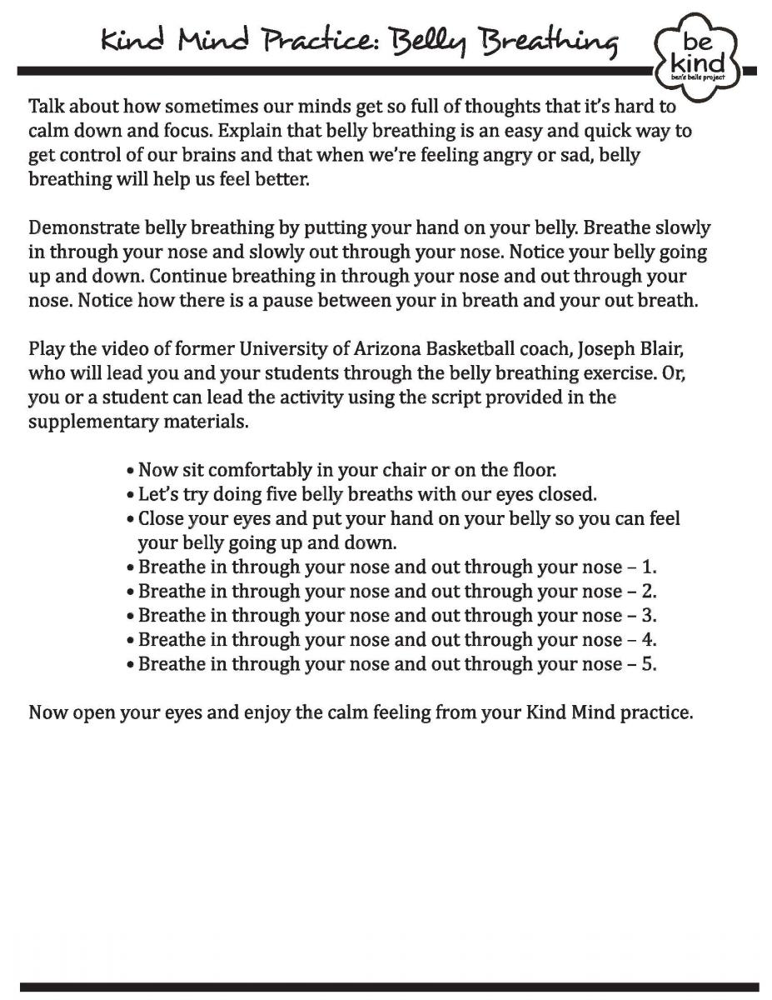 Kind Mind Practice: Belly Breathing
be
kind
ben's bells project
Talk about how sometimes our minds get so full of thoughts that it's hard to
calm down and focus. Explain that belly breathing is an easy and quick way to
get control of our brains and that when we're feeling angry or sad, belly
breathing will help us feel better.
Demonstrate belly breathing by putting your hand on your belly. Breathe slowly
in through your nose and slowly out through your nose. Notice your belly going
up and down. Continue breathing in through your nose and out through your
nose. Notice how there is a pause between your in breath and your out breath.
Play the video of former University of Arizona Basketball coach, Joseph Blair,
who will lead you and your students through the belly breathing exercise. Or,
you or a student can lead the activity using the script provided in the
supplementary materials.
• Now sit comfortably in your chair or on the floor.
• Let's try doing five belly breaths with our eyes closed.
• Close your eyes and put your hand on your belly so you can feel
your belly going up and down.
• Breathe in through your nose and out through your nose – 1.
• Breathe in through your nose and out through your nose – 2.
• Breathe in through your nose and out through your nose – 3.
• Breathe in through your nose and out through your nose – 4.
• Breathe in through your nose and out through your nose – 5.
Now open your eyes and enjoy the calm feeling from your Kind Mind practice.